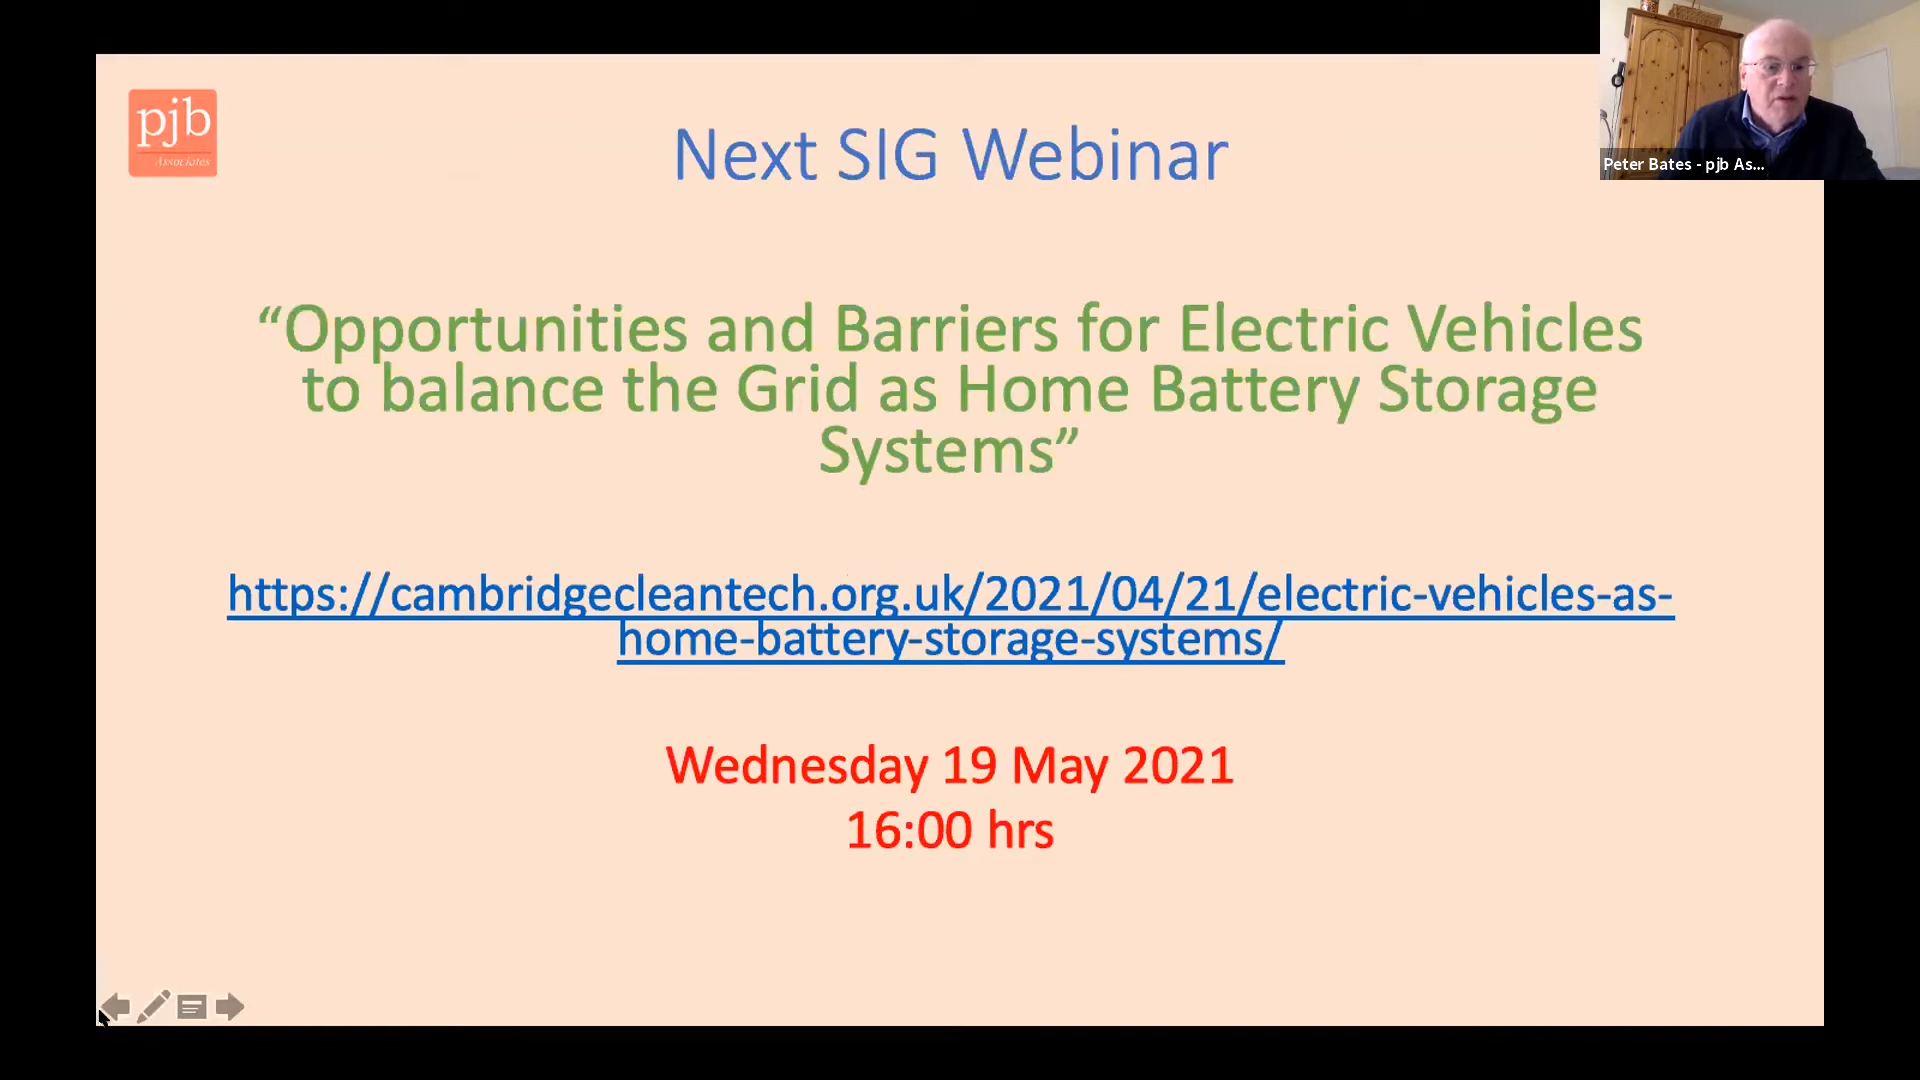 pjb
Associates
Next SIG Webinar
Peter Bates - pjb As...
“Opportunities and Barriers for Electric Vehicles
to balance the Grid as Home Battery Storage
Systems”
https://cambridgecleantech.org.uk/2021/04/21/electric-vehicles-as-
home-battery-storage-systems/
Wednesday 19 May 2021
16:00 hrs